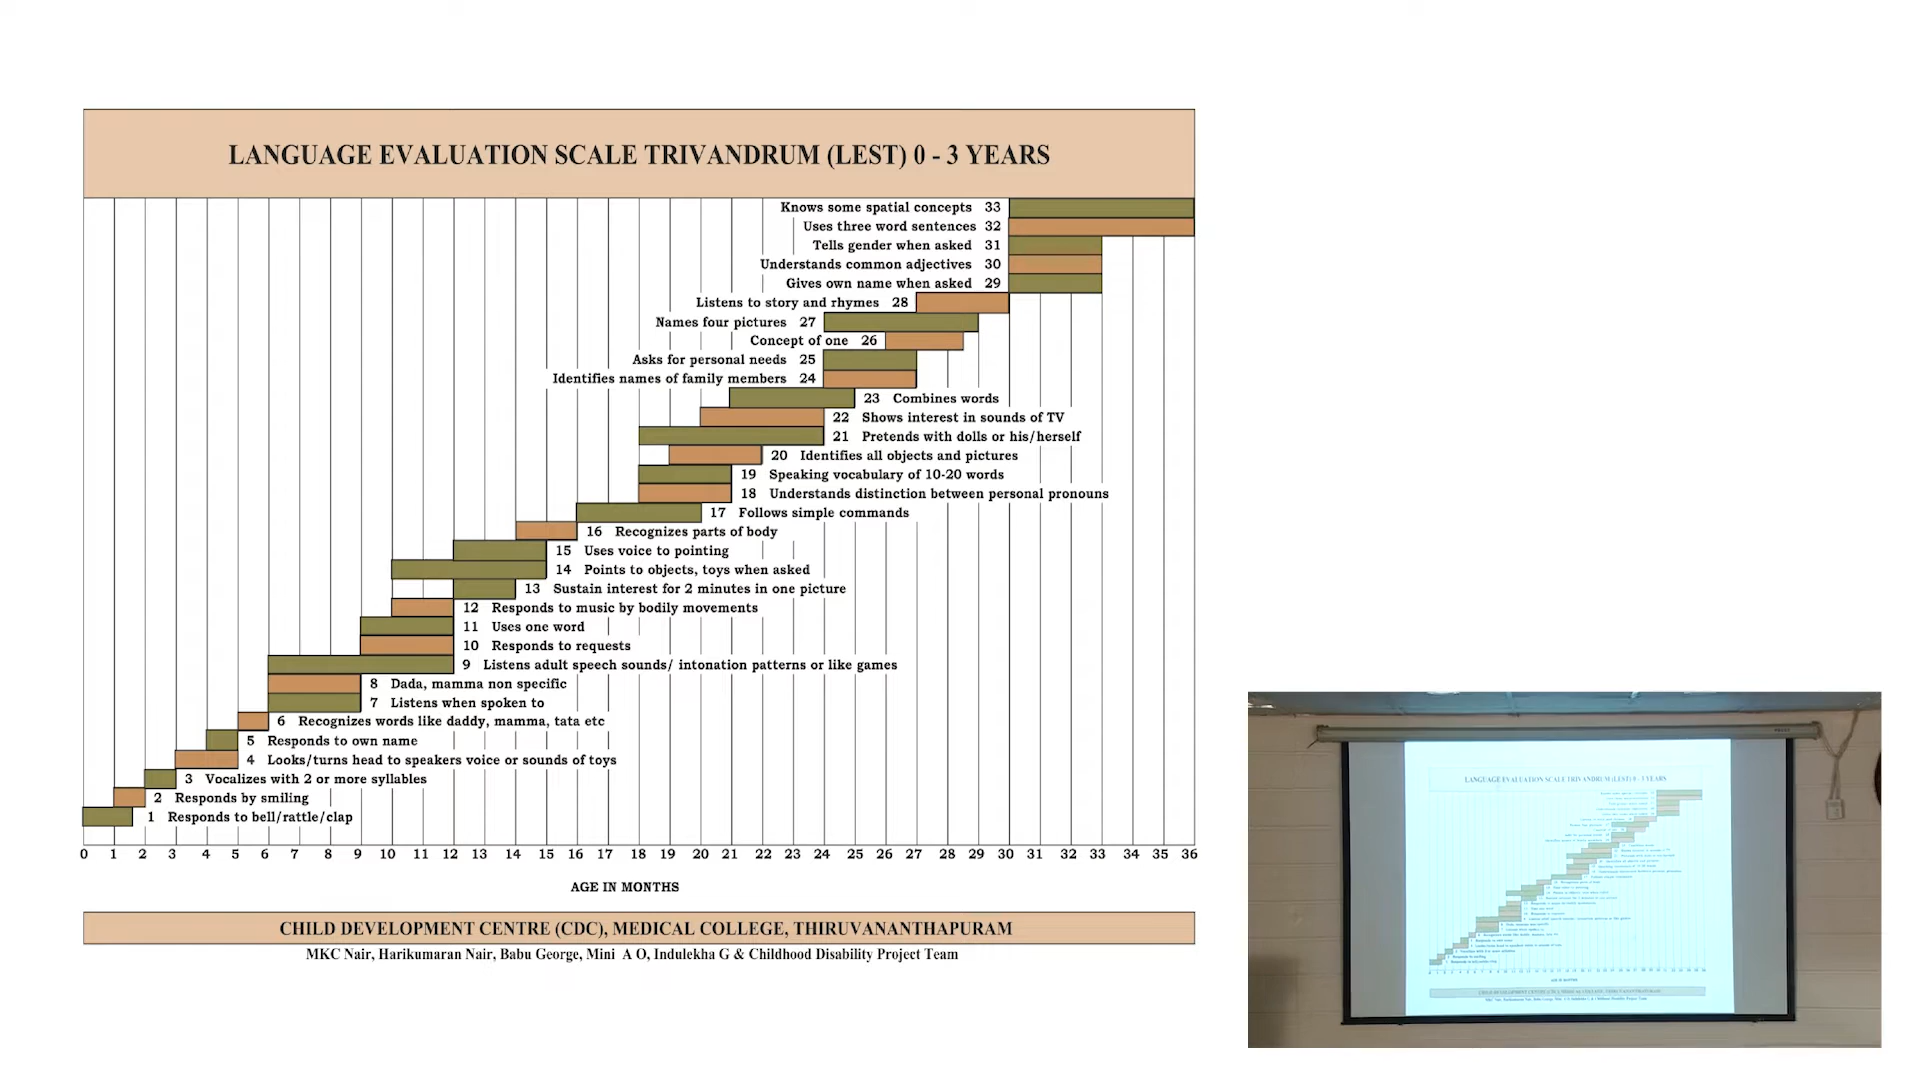 LANGUAGE EVALUATION SCALE TRIVANDRUM (LEST) 0 - 3 YEARS
Knows some spatial concepts 33
Uses three word sentences 32
Tells gender when asked 31
Understands common adjectives 30
Gives own name when asked 29
Listens to story and rhymes 28
Names four pictures 27
Concept of one 26
Asks for personal needs 25
Identifies names of family members 24
23 Combines words
22 Shows interest in sounds of TV
21 Pretends with dolls or his/herself
20 Identifies all objects and pictures
19 Speaking vocabulary of 10-20 words
18 Understands distinction between personal pronouns
17 Follows simple commands
16 Recognizes parts of body
15 Uses voice to pointing
14 Points to objects, toys when asked
13 Sustain interest for 2 minutes in one picture
12 Responds to music by bodily movements
11 Uses one word
10 Responds to requests
9 Listens adult speech sounds/ intonation patterns or like games
8 Dada, mamma non specific
7 Listens when spoken to
6 Recognizes words like daddy, mamma, tata etc
5 Responds to own name
4 Looks/turns head to speakers voice or sounds of toys
3 Vocalizes with 2 or more syllables
2 Responds by smiling
1 Responds to bell/rattle/clap
0 1 2 3 4 5 6 7 8 9 10 11 12 13 14 15 16 17 18 19 20 21 22 23 24 25 26 27 28 29 30 31 32 33 34 35 36
AGE IN MONTHS
CHILD DEVELOPMENT CENTRE (CDC), MEDICAL COLLEGE, THIRUVANANTHAPURAM
MKC Nair, Harikumaran Nair, Babu George, Mini A O, Indulekha G & Childhood Disability Project Team
LANGUAGE EVALUATION SCALE TRIVANDRUM (LEST) 0 - 3 YEARS